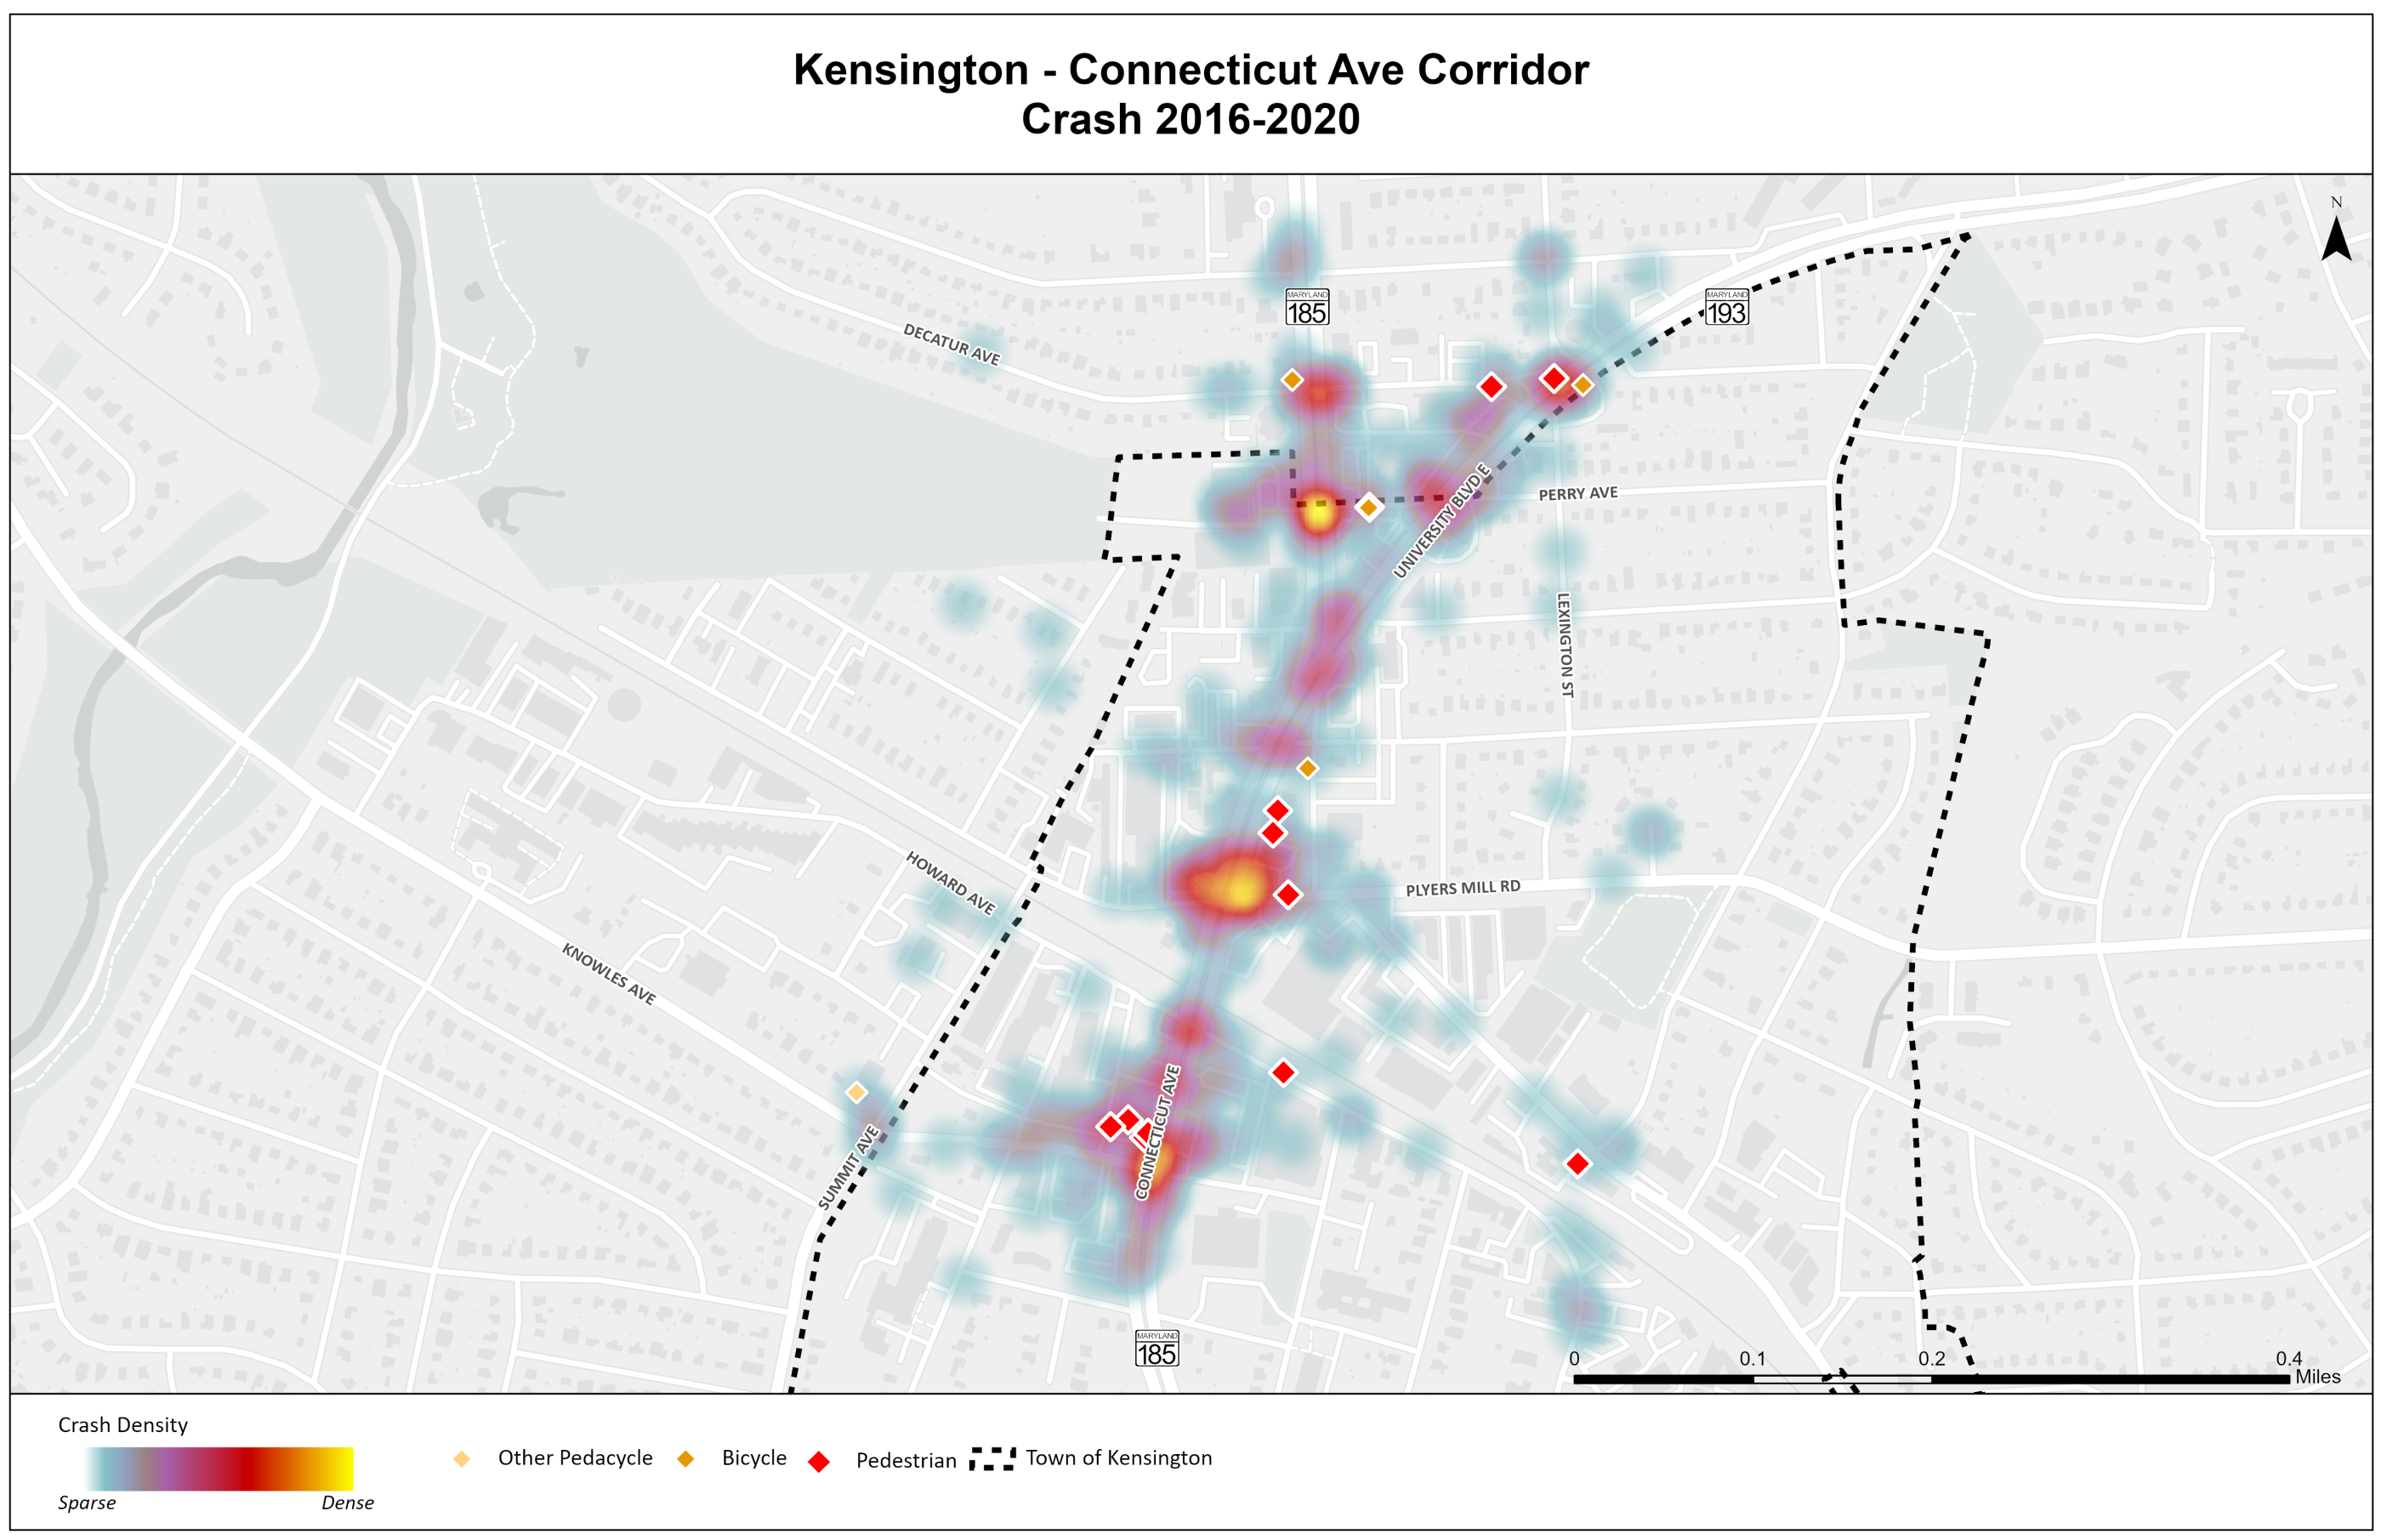 Kensington - Connecticut Ave Corridor
Crash 2016-2020
N
MARYLAND
185
MARYLAND
193
DECATUR AVE
PERRY AVE
UNIVERSITY BLVD E
LEXINGTON ST
HOWARD AVE
PLYERS MILL RD
KNOWLES AVE
CONNECTICUT AVE
SUMMIT AVE
MARYLAND
185
0 0.1 0.2 0.4
Miles
Crash Density
Sparse Dense
Other Pedacycle Bicycle Pedestrian Town of Kensington